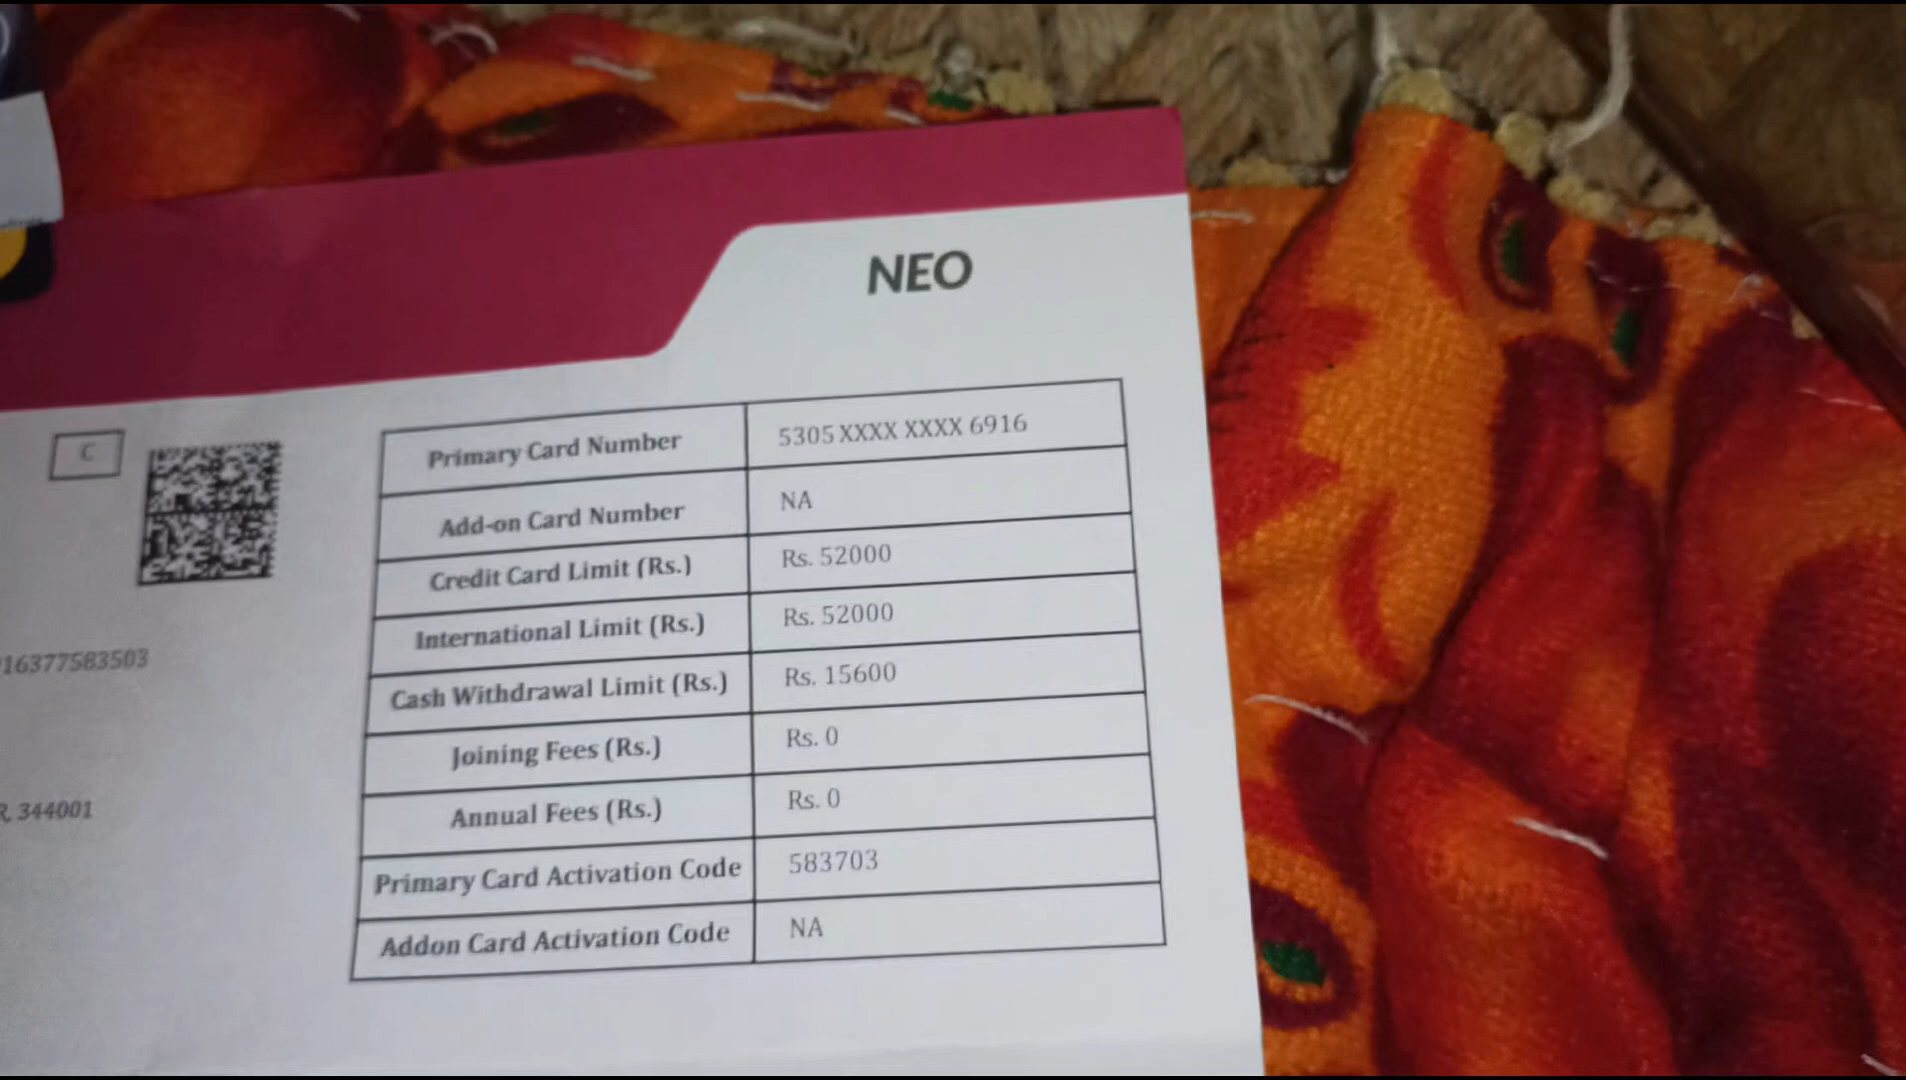 NEO
C
16377583503
R, 344001
Primary Card Number 5305 XXXX XXXX 6916
Add-on Card Number NA
Credit Card Limit (Rs.) Rs. 52000
International Limit (Rs.) Rs. 52000
Cash Withdrawal Limit (Rs.) Rs. 15600
Joining Fees (Rs.) Rs. 0
Annual Fees (Rs.) Rs. 0
Primary Card Activation Code 583703
Addon Card Activation Code NA